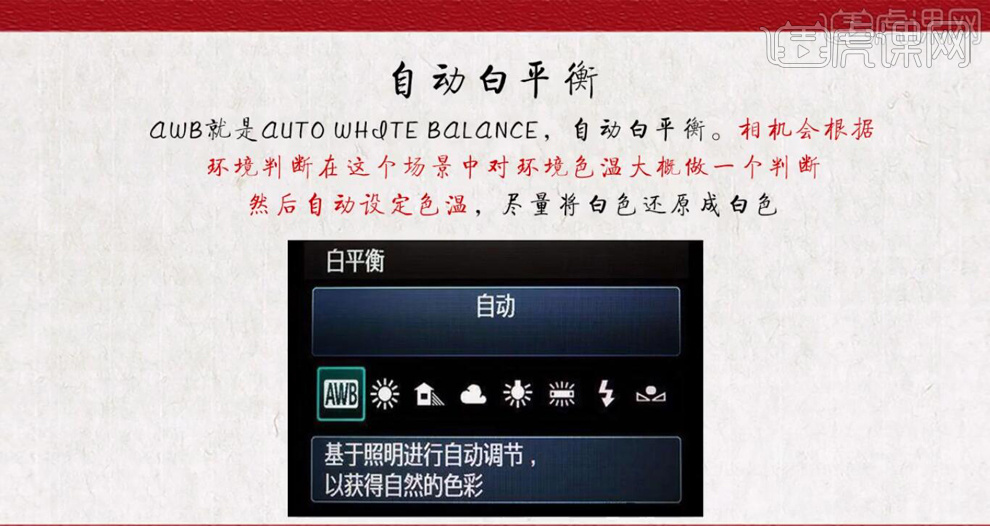 虎课网
自动白平衡
AWB就是AUTO WHITE BALANCE，自动白平衡。相机会根据
环境判断在这个场景中对环境色温大概做一个判断
然后自动设定色温，尽量将白色还原成白色
白平衡
自动
AWB
基于照明进行自动调节，
以获得自然的色彩